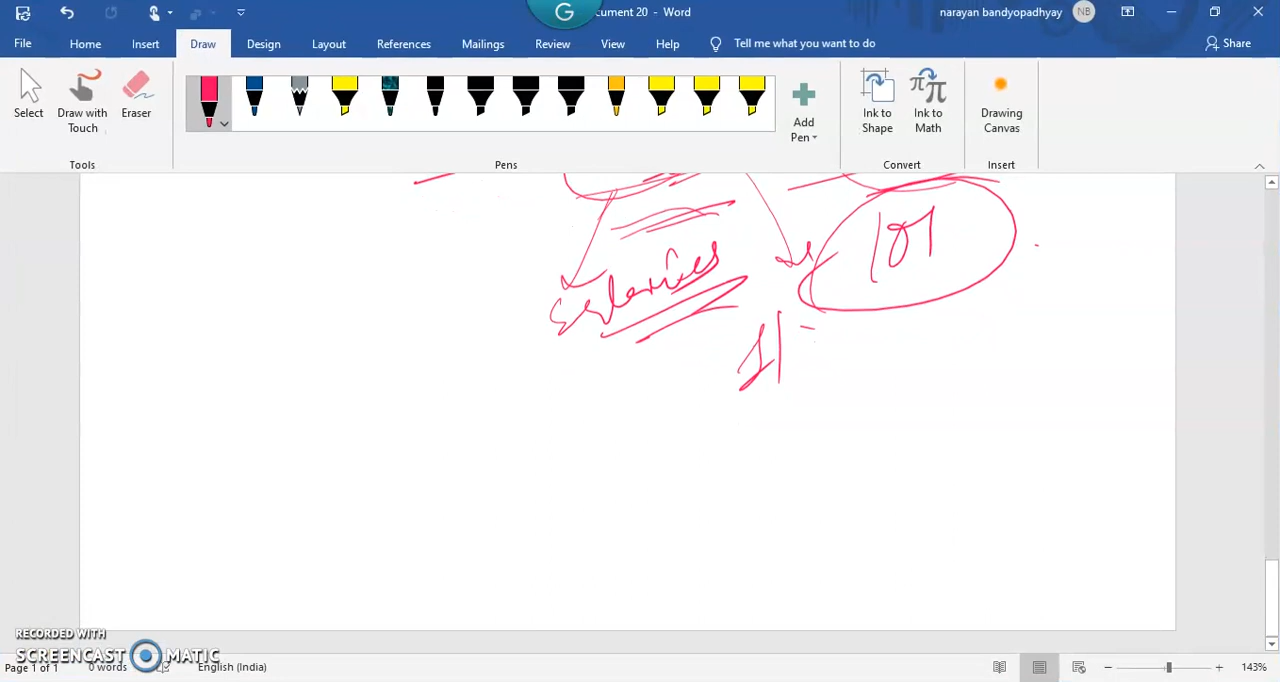 ocument 20 - Word
narayan bandyopadhyay NB
File Home Insert Draw Design Layout References Mailings Review View Help Tell me what you want to do Share
Select
Draw with Touch
Eraser
Add Pen
Ink to Shape
Ink to Math
Drawing Canvas
Tools Pens Convert Insert
salaries
RECORDED WITH
SCREENCAST MATIC
Page 1 of 1 0 words English (India) 143%